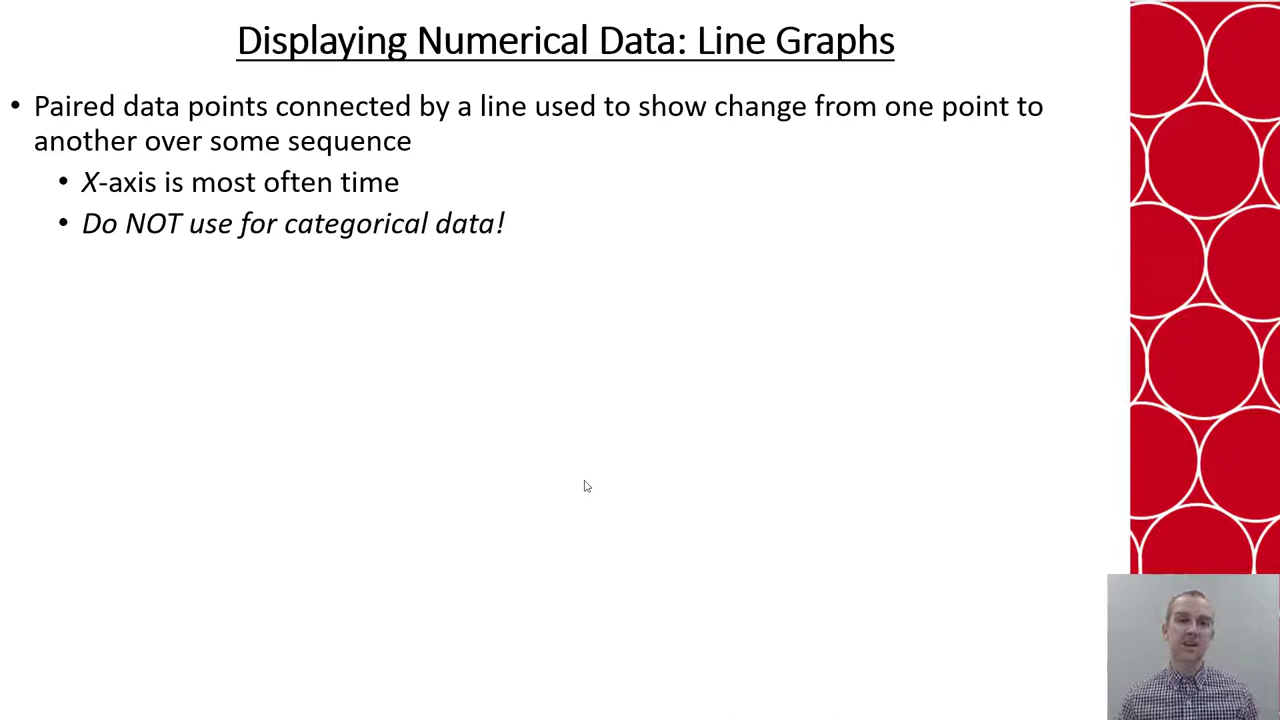 Displaying Numerical Data: Line Graphs
• Paired data points connected by a line used to show change from one point to
another over some sequence
• X-axis is most often time
• Do NOT use for categorical data!